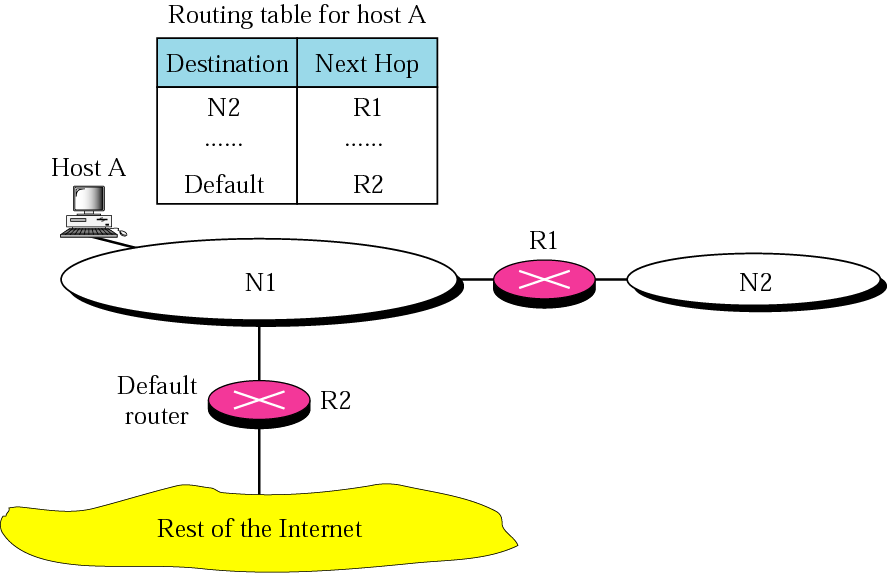 Routing table for host A
Destination Next Hop
N2 R1
...... ......
Default R2
Host A
R1
N1
N2
Default
router
R2
Rest of the Internet